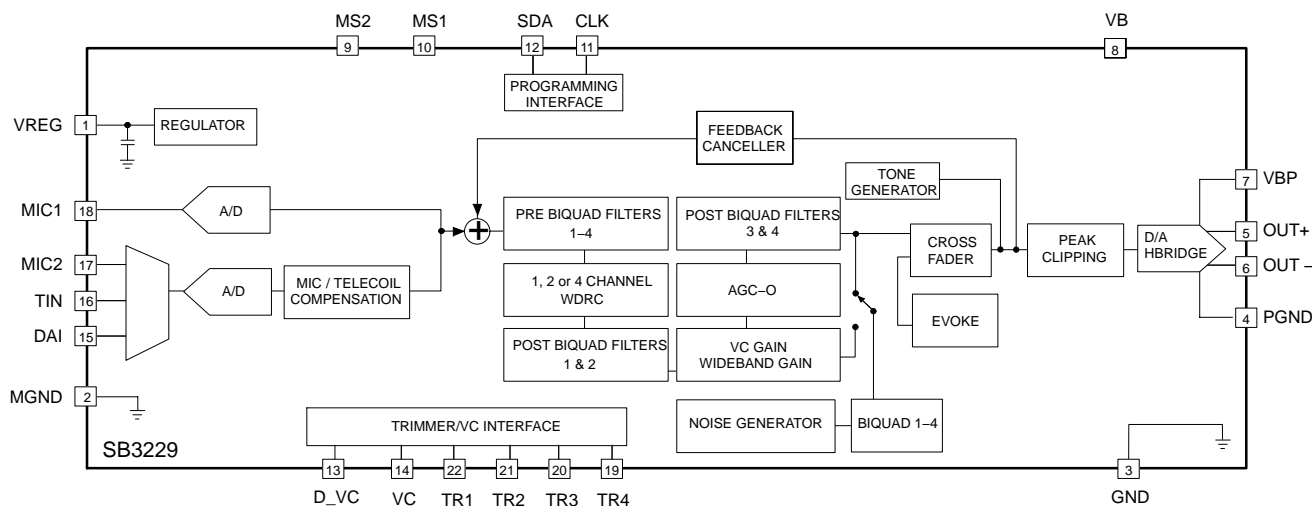 MS2 MS1 SDA CLK VB
9 10 12 11 8
PROGRAMMING
INTERFACE
VREG 1 REGULATOR
FEEDBACK
CANCELLER
TONE
GENERATOR
VBP 7
MIC1 18 A/D
PRE BIQUAD FILTERS
1–4
POST BIQUAD FILTERS
3 & 4
CROSS
FADER
PEAK
CLIPPING
D/A
HBRIDGE
5 OUT+
6 OUT –
MIC2 17
TIN 16
DAI 15
A/D
MIC / TELECOIL
COMPENSATION
1, 2 or 4 CHANNEL
WDRC
AGC–O
EVOKE
4 PGND
POST BIQUAD FILTERS
1 & 2
VC GAIN
WIDEBAND GAIN
MGND 2
NOISE GENERATOR
BIQUAD 1–4
TRIMMER/VC INTERFACE
SB3229
13 14 22 21 20 19 3
D_VC VC TR1 TR2 TR3 TR4 GND